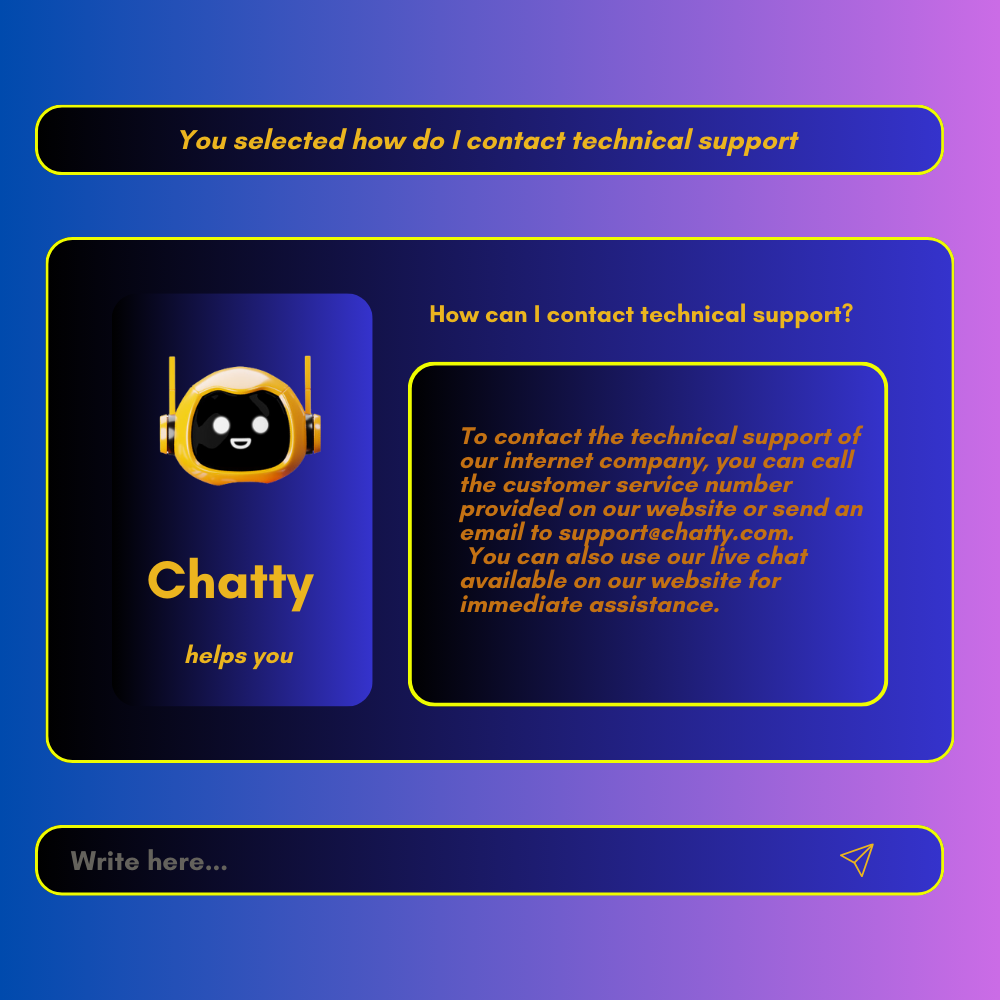 You selected how do I contact technical support
How can I contact technical support?
To contact the technical support of
our internet company, you can call
the customer service number
provided on our website or send an
email to support@chatty.com.
You can also use our live chat
available on our website for
immediate assistance.
Chatty
helps you
Write here...